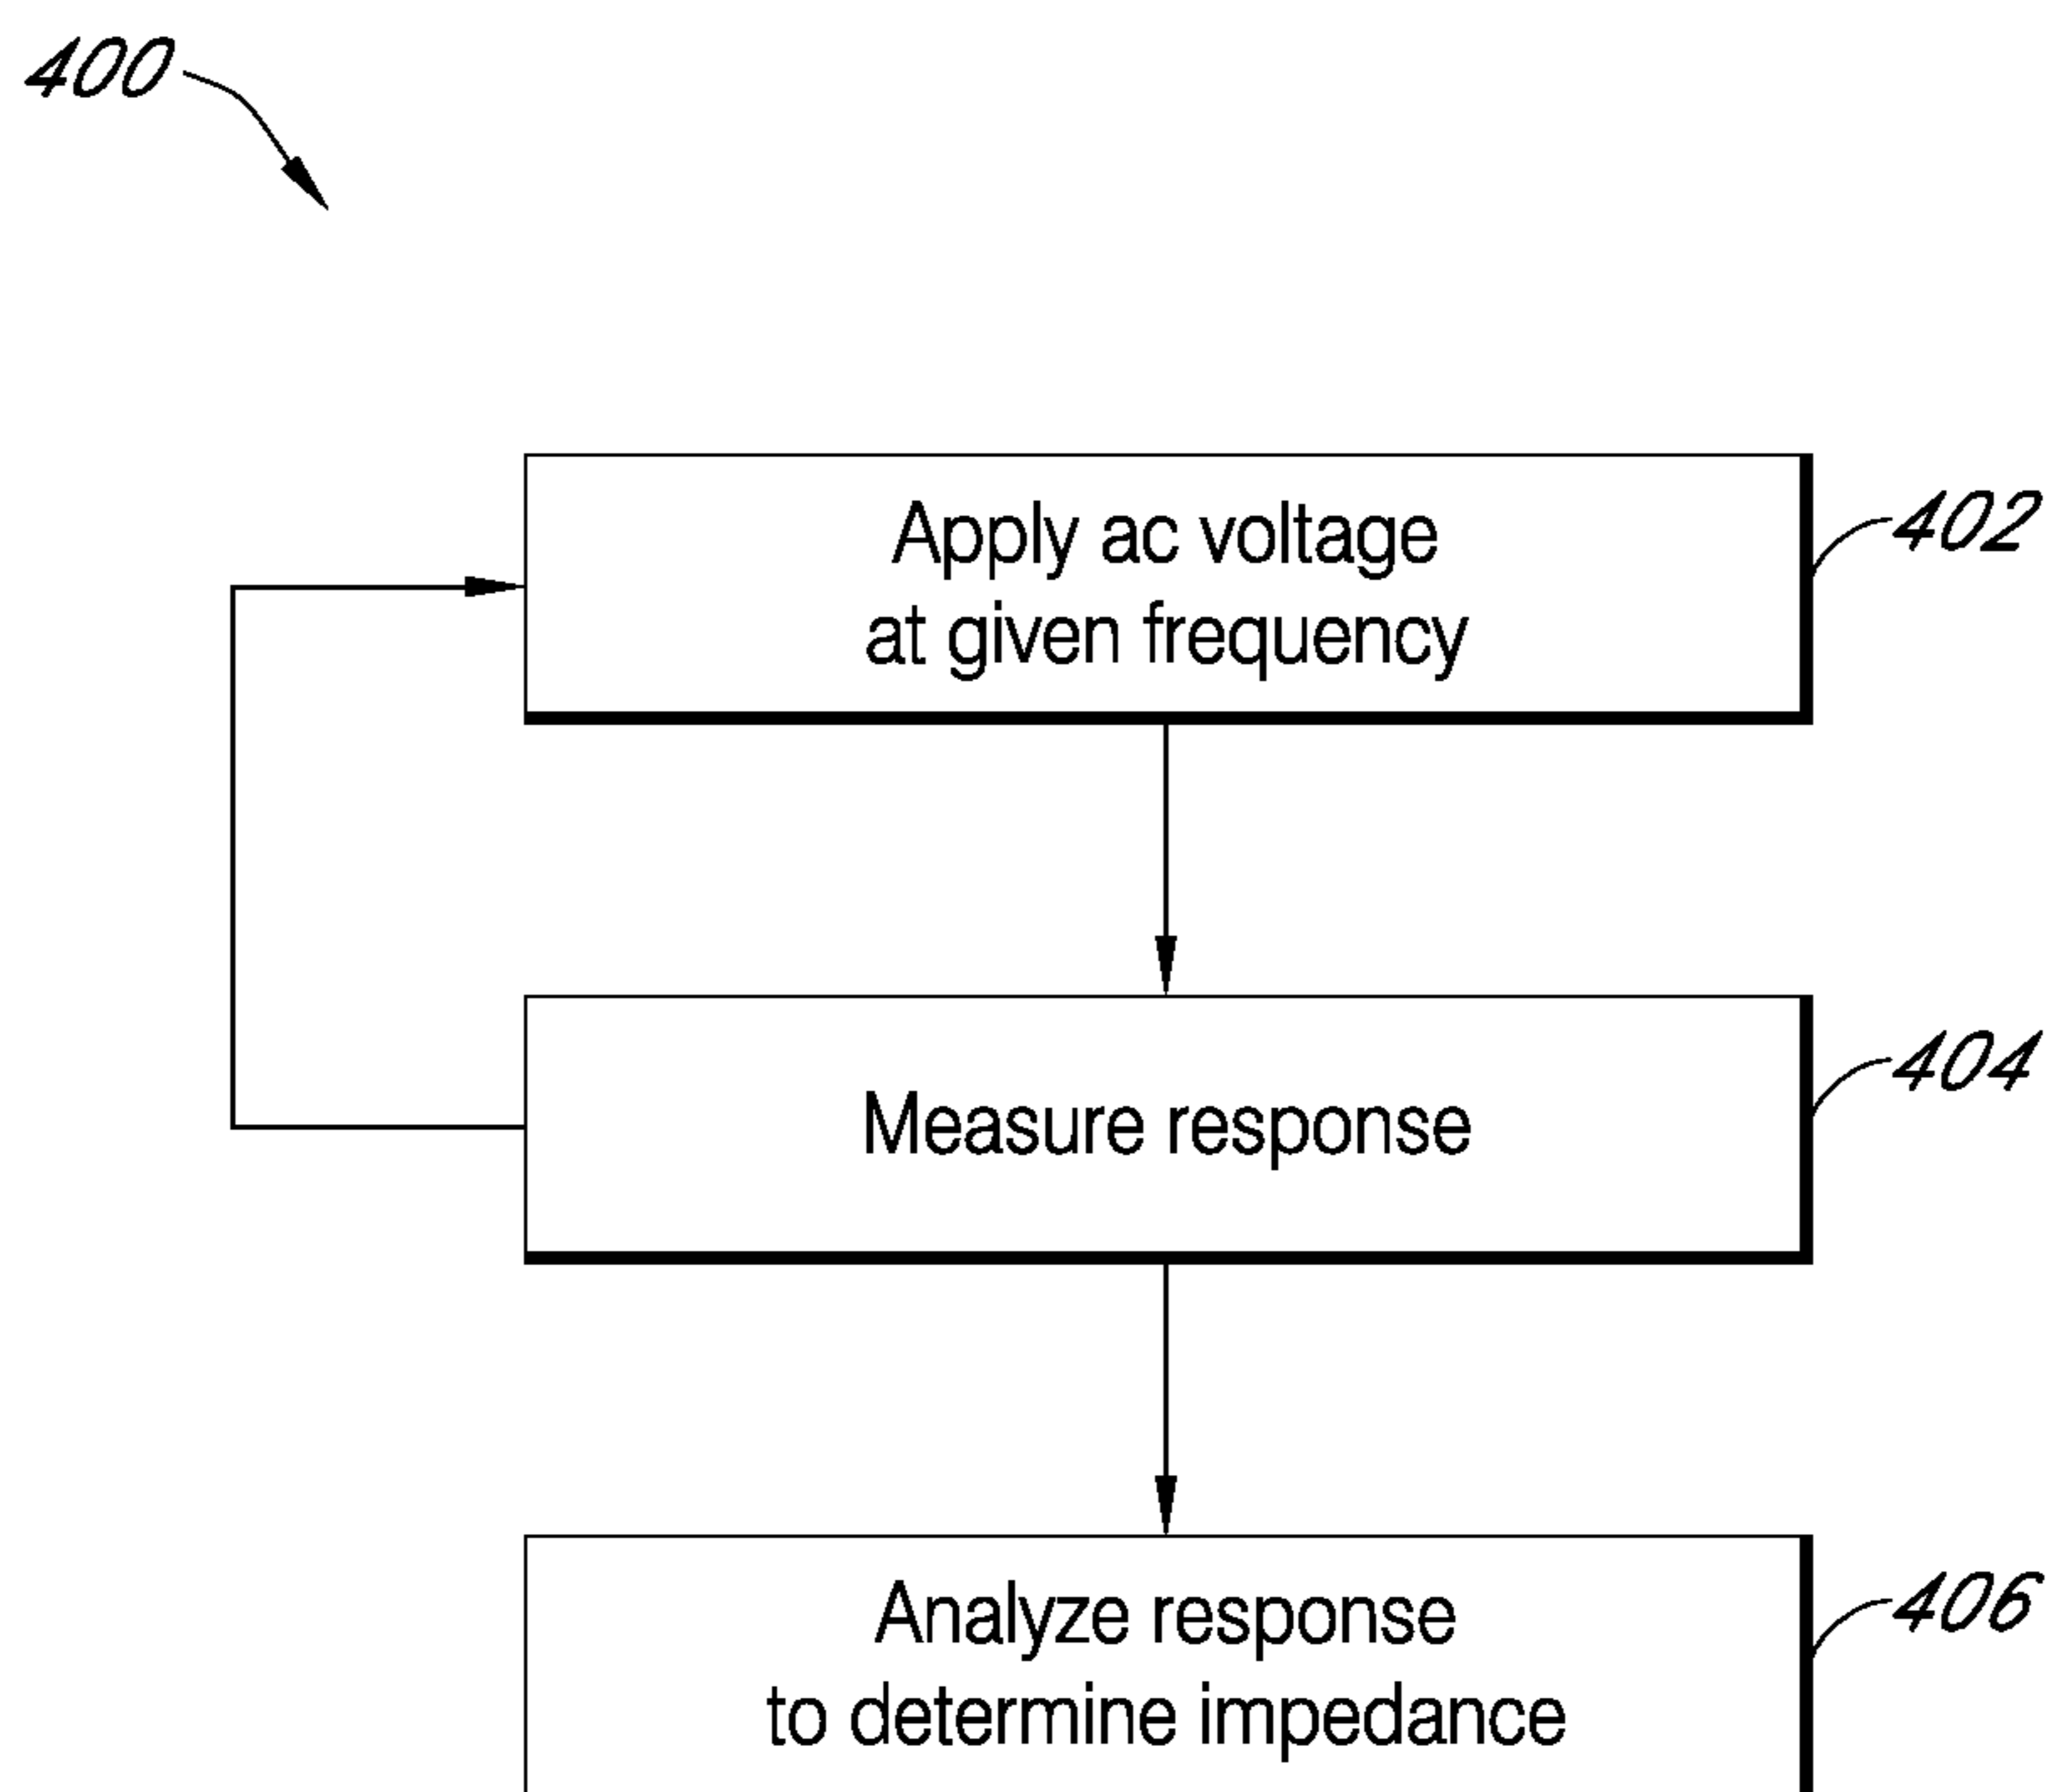 400
Apply ac voltage
at given frequency
402
Measure response
404
Analyze response
to determine impedance
406